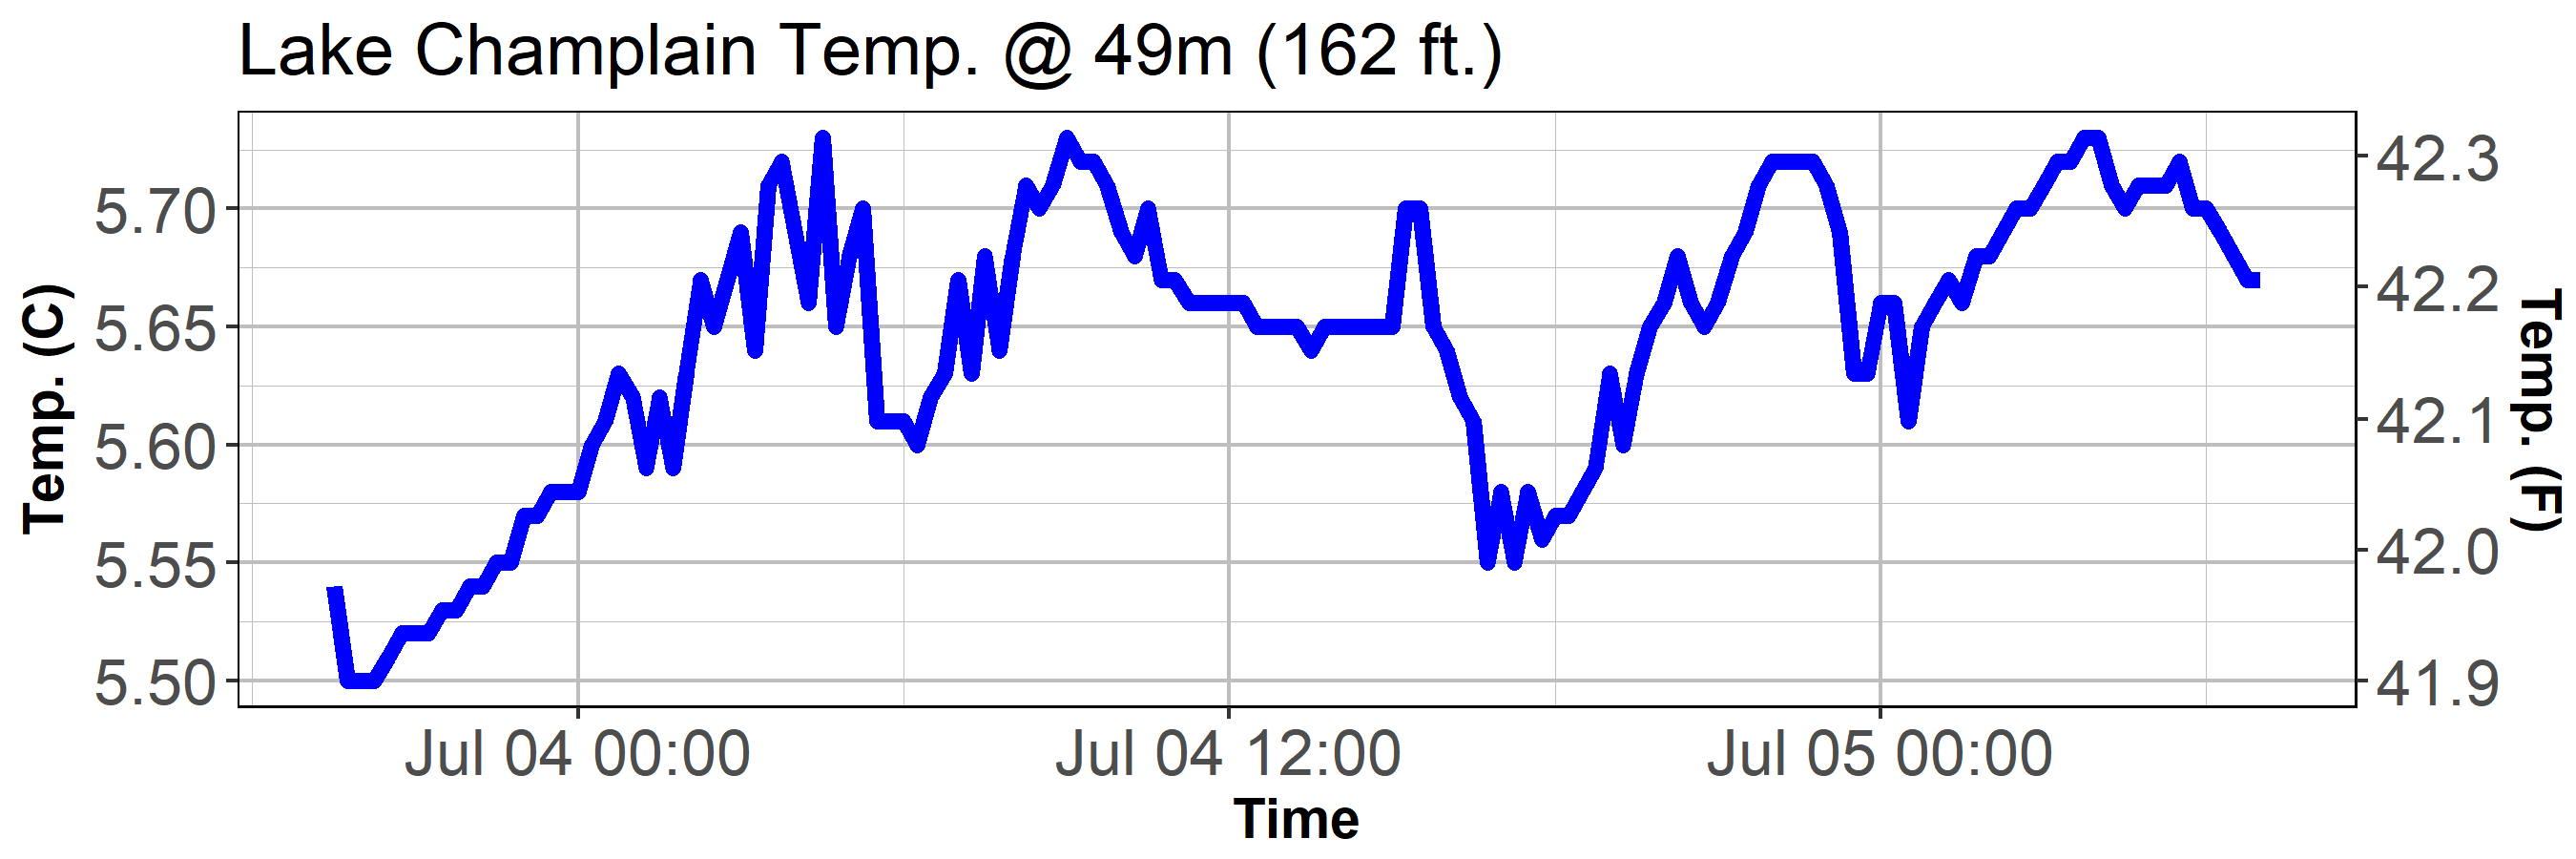 Lake Champlain Temp. @ 49m (162 ft.)
Temp. (C)
5.70
5.65
5.60
5.55
5.50
42.3
42.2
42.1
42.0
41.9
Temp. (F)
Jul 04 00:00
Jul 04 12:00
Jul 05 00:00
Time